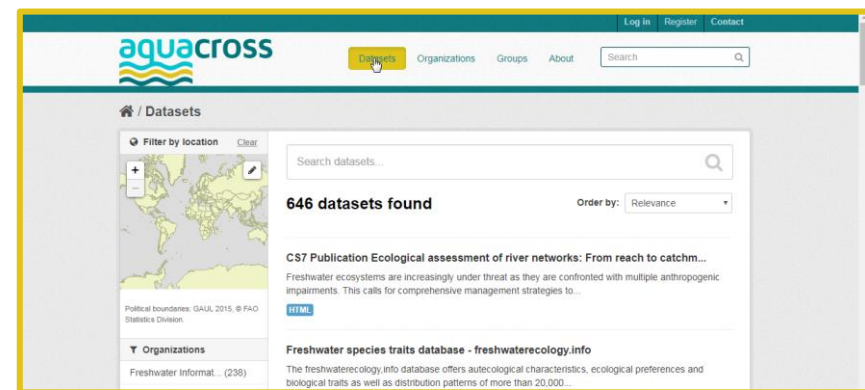 Log in Register Contact
aquacross
Datasets Organizations Groups About Search
/ Datasets
Filter by location Clear
+
−
Search datasets...
646 datasets found
Order by: Relevance
CS7 Publication Ecological assessment of river networks: From reach to catchm...
Freshwater ecosystems are increasingly under threat as they are confronted with multiple anthropogenic
impairments. This calls for comprehensive management strategies to...
HTML
Political boundaries: GAUL 2015, © FAO
Statistics Division.
Organizations
Freshwater Informat... (238)
Freshwater species traits database - freshwaterecology.info
The freshwaterecology.info database offers autecological characteristics, ecological preferences and
biological traits as well as distribution patterns of more than 20,000...